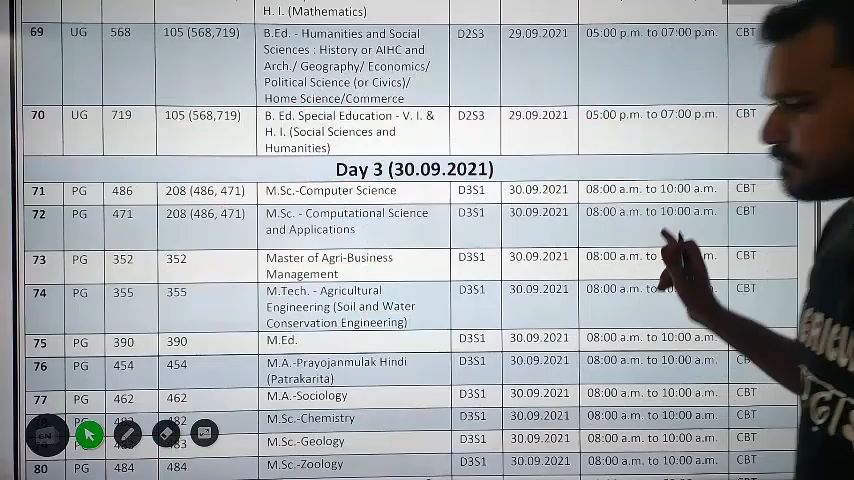 H. I. (Mathematics)
69 UG 568 105 (568,719) B.Ed. - Humanities and Social D2S3 29.09.2021 05:00 p.m. to 07:00 p.m. CBT
Sciences : History or AIHC and
Arch./ Geography/ Economics/
Political Science (or Civics)/
Home Science/Commerce
70 UG 719 105 (568,719) B. Ed. Special Education - V. I. & D2S3 29.09.2021 05:00 p.m. to 07:00 p.m. CBT
H. I. (Social Sciences and
Humanities)
Day 3 (30.09.2021)
71 PG 486 208 (486, 471) M.Sc.-Computer Science D3S1 30.09.2021 08:00 a.m. to 10:00 a.m. CBT
72 PG 471 208 (486, 471) M.Sc. - Computational Science D3S1 30.09.2021 08:00 a.m. to 10:00 a.m. CBT
and Applications
73 PG 352 352 Master of Agri-Business D3S1 30.09.2021 08:00 a.m. to m. CBT
Management
74 PG 355 355 M.Tech. - Agricultural D3S1 30.09.2021 08:00 a.m. to CBT
Engineering (Soil and Water
Conservation Engineering)
75 PG 390 390 M.Ed. D3S1 30.09.2021 08:00 a.m. to 10:00 a.m. CBT
76 PG 454 454 M.A.-Prayojanmulak Hindi D3S1 30.09.2021 08:00 a.m. to 10:00 a.m.
(Patrakarita)
77 PG 462 462 M.A.-Sociology D3S1 30.09.2021 08:00 a.m. to 10:00 a.m. CBT
482 M.Sc.-Chemistry D3S1 30.09.2021 08:00 a.m. to 10:00 a.m. CBT
483 M.Sc.-Geology D3S1 30.09.2021 08:00 a.m. to 10:00 a.m. CBT
80 PG 484 484 M.Sc-Zoology D3S1 30.09.2021 08:00 a.m. to 10:00 a.m. CBT
EN